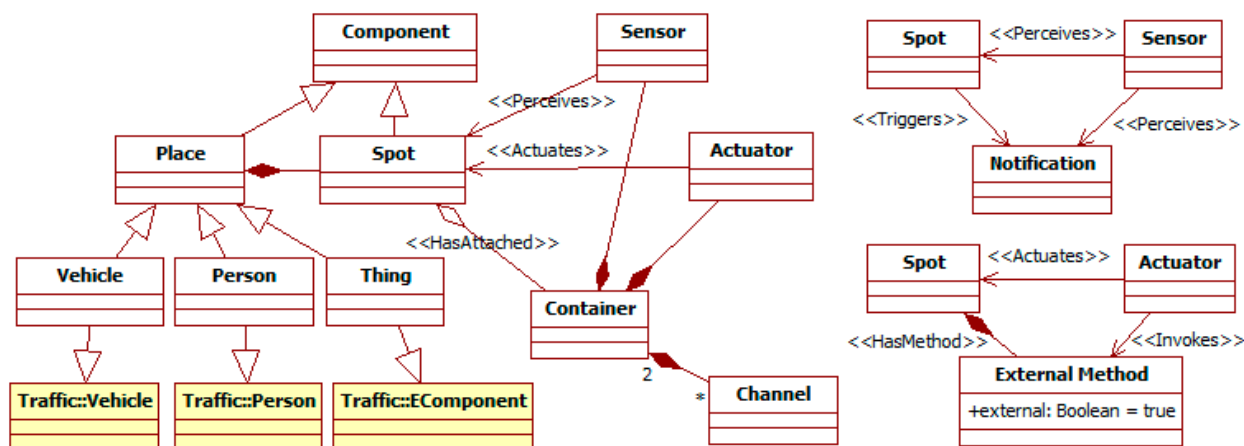 Component
Sensor
<<Perceives>>
Place
Spot
<<Actuates>>
Actuator
<<HasAttached>>
Vehicle
Person
Thing
Container
2
*
Channel
Traffic::Vehicle
Traffic::Person
Traffic::EComponent
Spot
<<Perceives>>
Sensor
<<Triggers>>
<<Perceives>>
Notification
Spot
<<Actuates>>
Actuator
<<HasMethod>>
<<Invokes>>
External Method
+external: Boolean = true